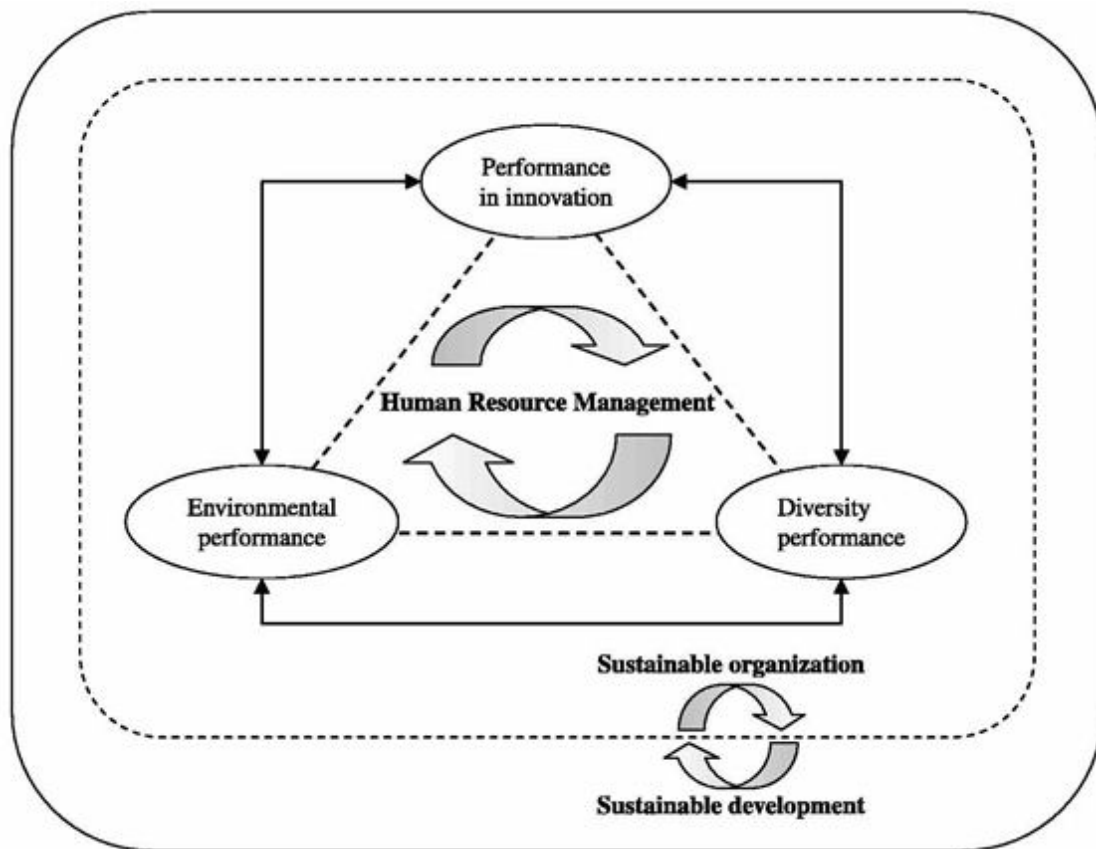 Performance
in innovation
Human Resource Management
Environmental
performance
Diversity
performance
Sustainable organization
Sustainable development